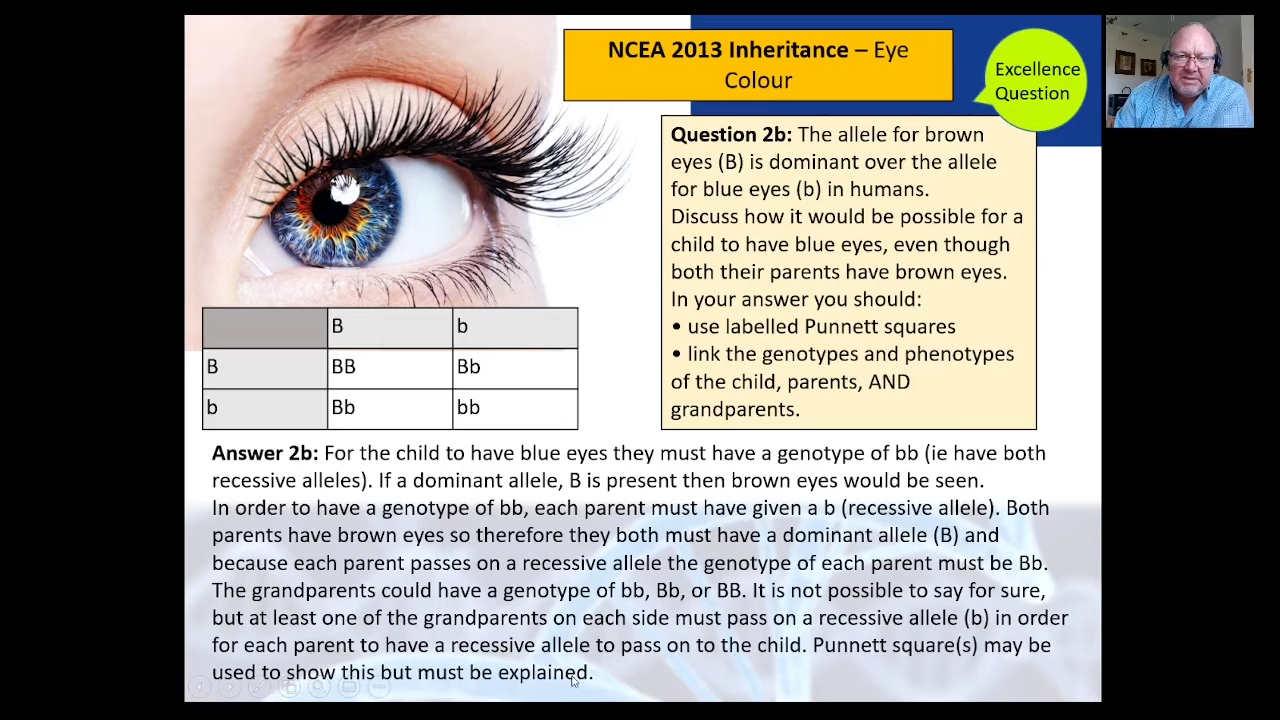 NCEA 2013 Inheritance – Eye
Colour
Excellence
Question
Question 2b: The allele for brown
eyes (B) is dominant over the allele
for blue eyes (b) in humans.
Discuss how it would be possible for a
child to have blue eyes, even though
both their parents have brown eyes.
In your answer you should:
• use labelled Punnett squares
• link the genotypes and phenotypes
of the child, parents, AND
grandparents.
B b
B BB Bb
b Bb bb
Answer 2b: For the child to have blue eyes they must have a genotype of bb (ie have both
recessive alleles). If a dominant allele, B is present then brown eyes would be seen.
In order to have a genotype of bb, each parent must have given a b (recessive allele). Both
parents have brown eyes so therefore they both must have a dominant allele (B) and
because each parent passes on a recessive allele the genotype of each parent must be Bb.
The grandparents could have a genotype of bb, Bb, or BB. It is not possible to say for sure,
but at least one of the grandparents on each side must pass on a recessive allele (b) in order
for each parent to have a recessive allele to pass on to the child. Punnett square(s) may be
used to show this but must be explained.